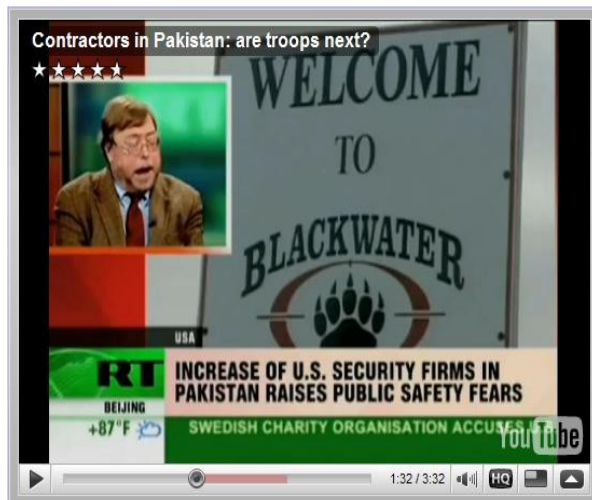 Contractors in Pakistan: are troops next?
WELCOME
TO
BLACKWATER
USA
RT
INCREASE OF U.S. SECURITY FIRMS IN
PAKISTAN RAISES PUBLIC SAFETY FEARS
BEIJING
+87°F
SWEDISH CHARITY ORGANISATION ACCUSES
YouTube
1:32 / 3:32
HQ